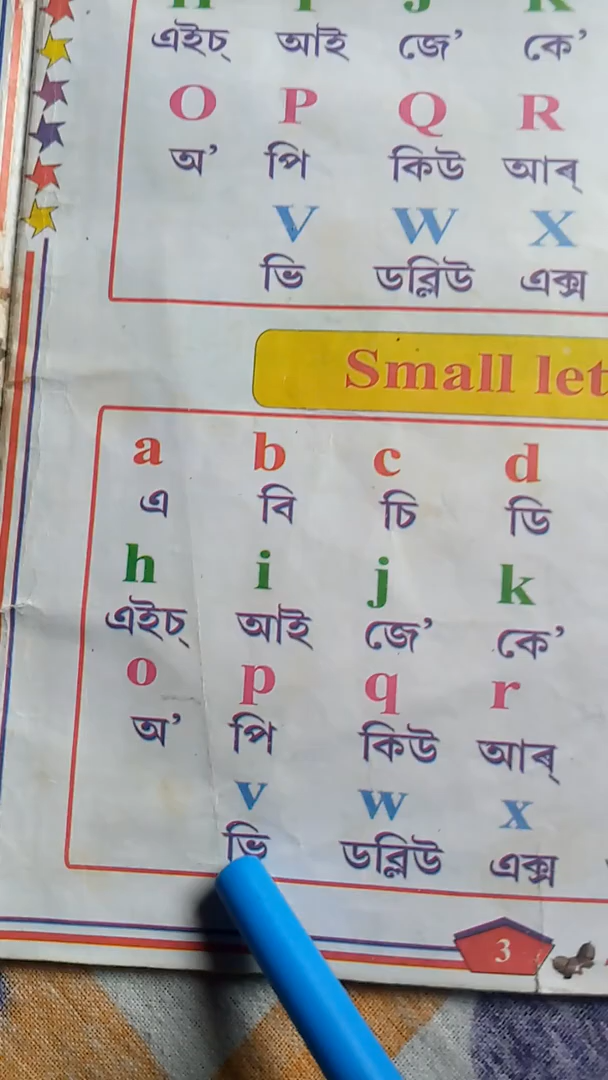 এইচ্ আই জে’ কে’
O P Q R
অ’ পি কিউ আৰ্
V W X
ভি ডব্লিউ এক্স
Small let
a b c d
এ বি চি ডি
h i j k
এইচ্ আই জে’ কে’
o p q r
অ’ পি কিউ আৰ্
v w x
ভি ডব্লিউ এক্স
3